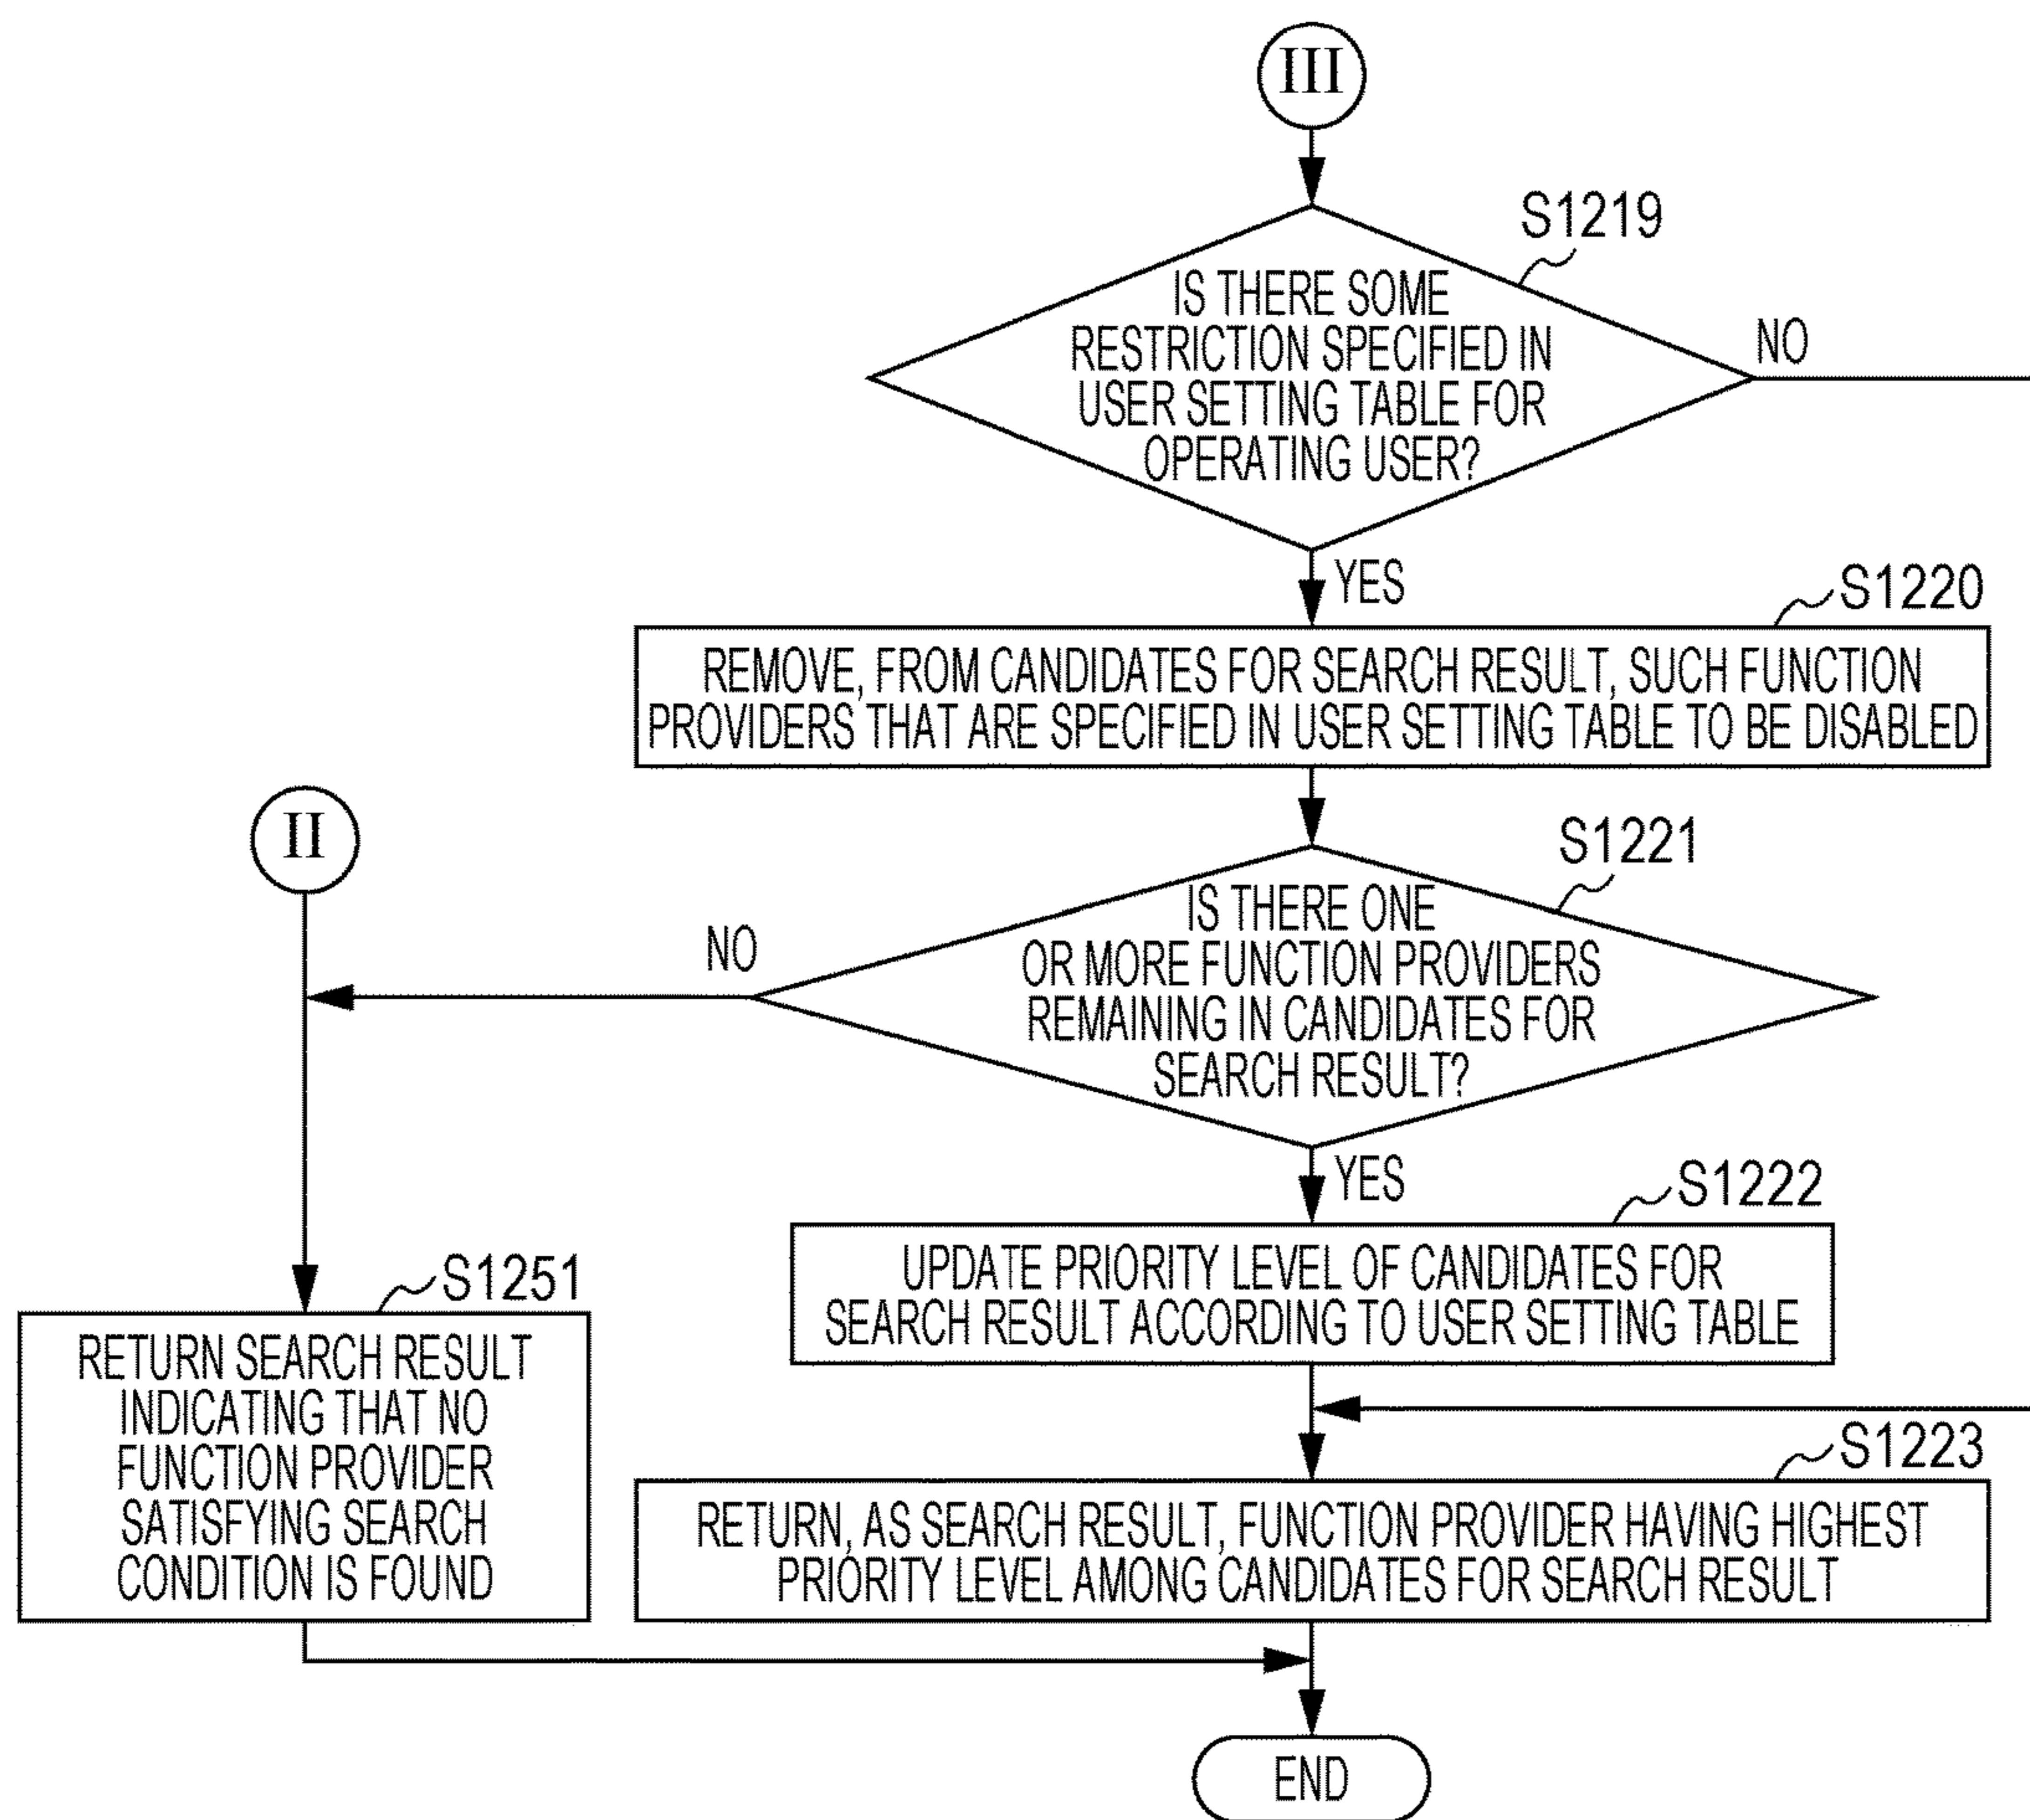 III
S1219
IS THERE SOME
RESTRICTION SPECIFIED IN
USER SETTING TABLE FOR
OPERATING USER?
NO
YES
S1220
REMOVE, FROM CANDIDATES FOR SEARCH RESULT, SUCH FUNCTION
PROVIDERS THAT ARE SPECIFIED IN USER SETTING TABLE TO BE DISABLED
II
S1221
IS THERE ONE
OR MORE FUNCTION PROVIDERS
REMAINING IN CANDIDATES FOR
SEARCH RESULT?
NO
YES
S1222
UPDATE PRIORITY LEVEL OF CANDIDATES FOR
SEARCH RESULT ACCORDING TO USER SETTING TABLE
S1251
RETURN SEARCH RESULT
INDICATING THAT NO
FUNCTION PROVIDER
SATISFYING SEARCH
CONDITION IS FOUND
S1223
RETURN, AS SEARCH RESULT, FUNCTION PROVIDER HAVING HIGHEST
PRIORITY LEVEL AMONG CANDIDATES FOR SEARCH RESULT
END